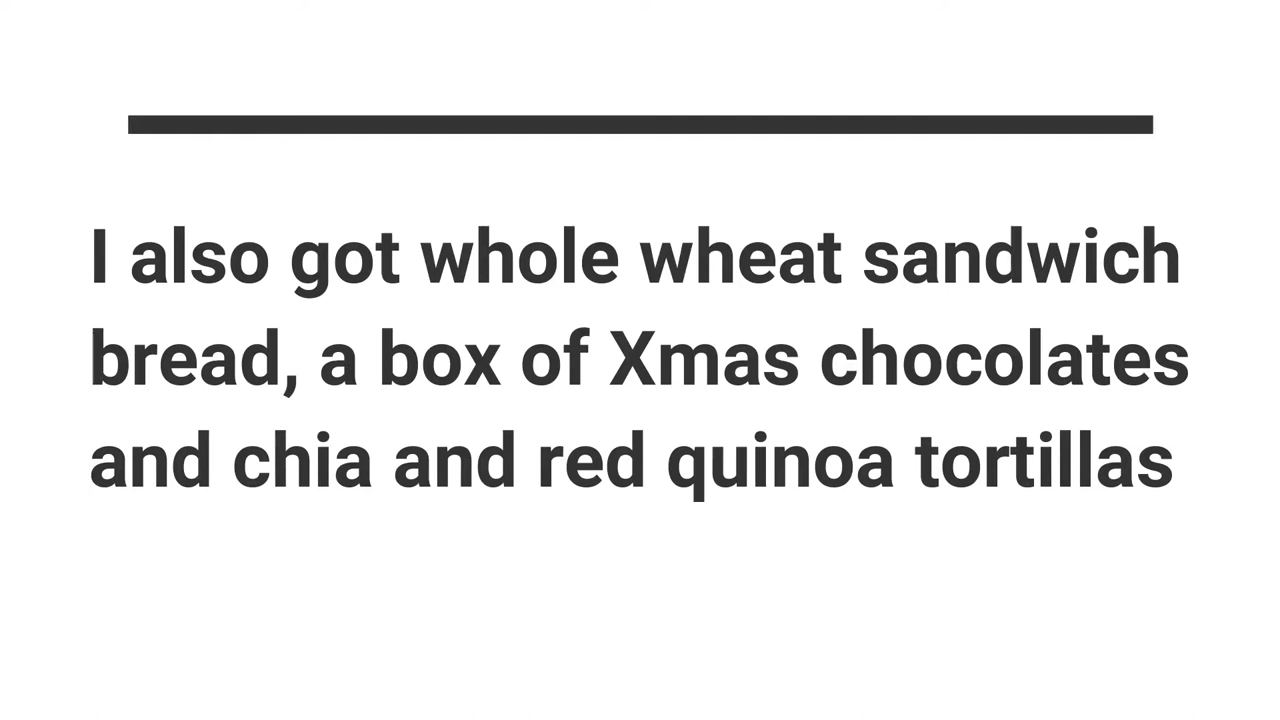 I also got whole wheat sandwich
bread, a box of Xmas chocolates
and chia and red quinoa tortillas